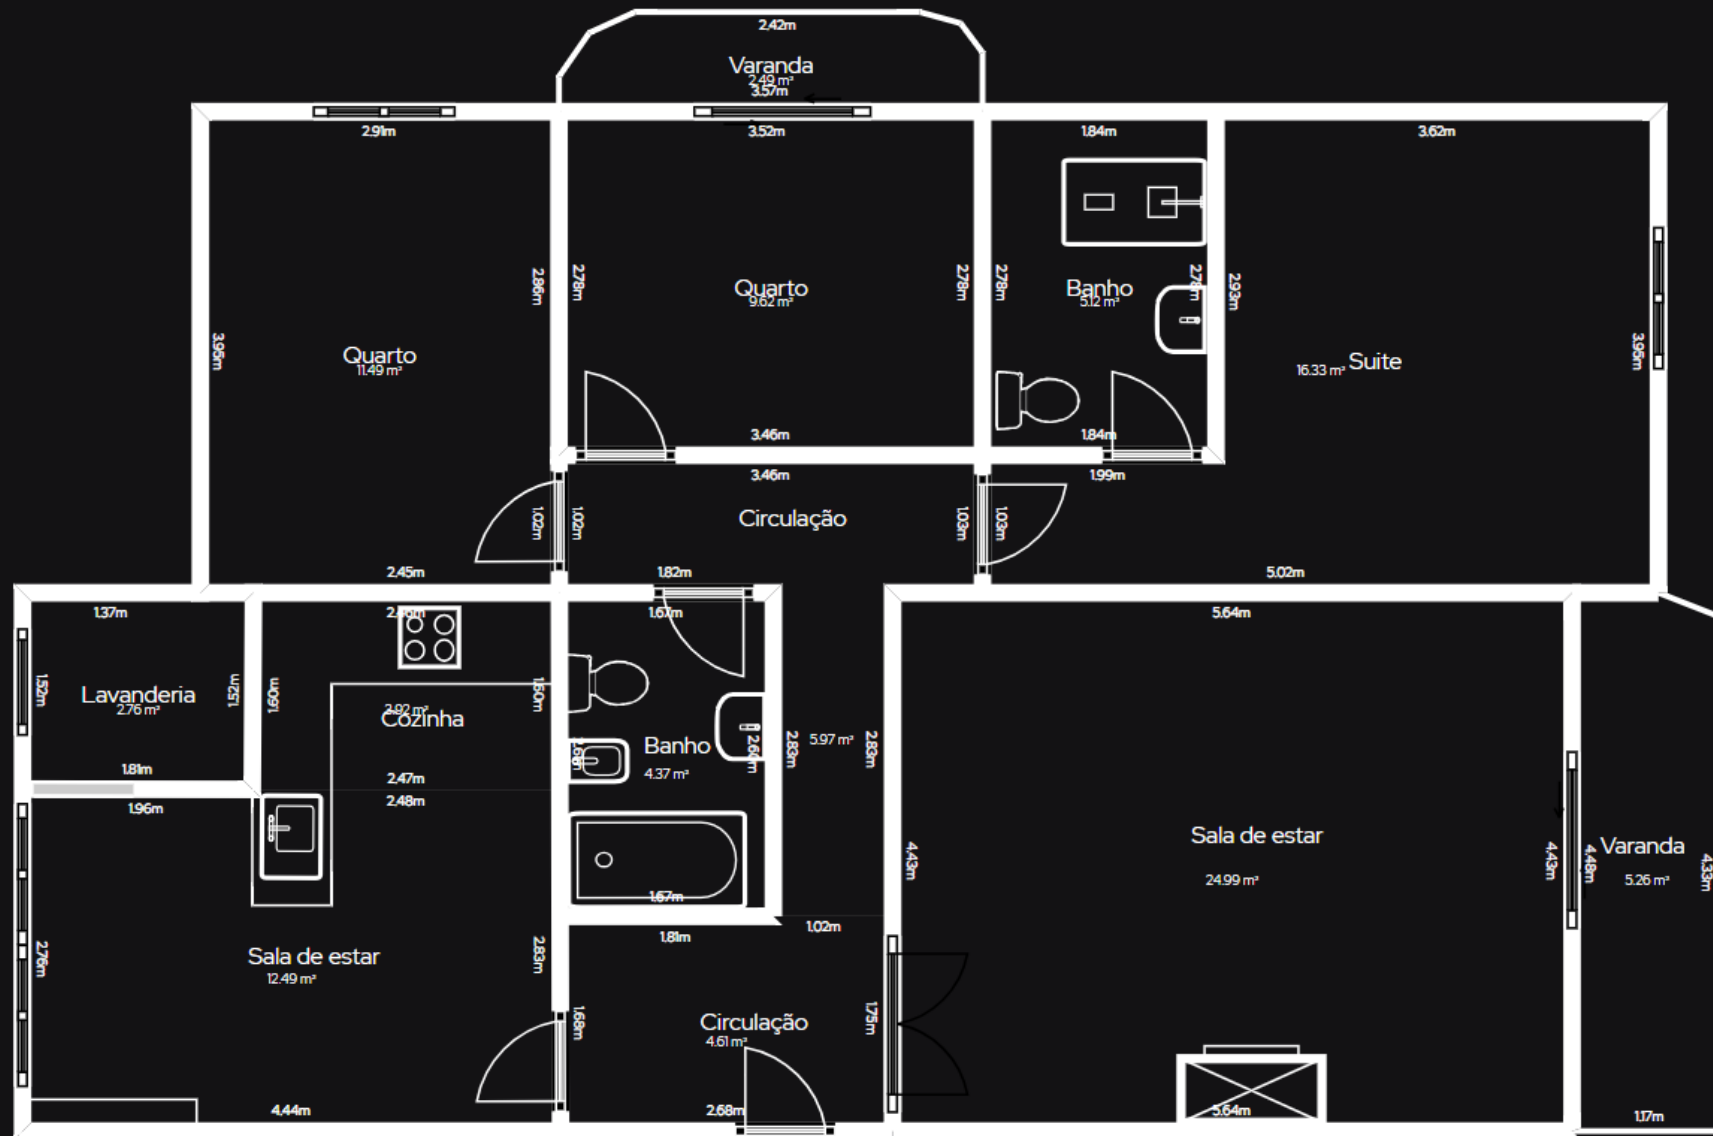 2,42m
Varanda
2.49 m²
3.57m
2.91m
3.52m
1.84m
3.62m
2.86m
2.78m
2.78m
2.78m
2.78m
2.93m
Quarto
9.62 m²
Banho
5.12 m²
3.95m
Quarto
11.49 m²
16.33 m²
Suite
3.95m
3.46m
1.84m
3.46m
1.99m
1.02m
1.02m
Circulação
1.03m
1.03m
2.45m
1.82m
5.02m
1.37m
1.67m
5.64m
1.52m
Lavanderia
2.76 m²
1.52m
1.60m
3.92 m²
Cozinha
1.60m
Banho
4.37 m²
2.83m
5.97 m²
2.83m
1.81m
2.47m
1.96m
2.48m
4.43m
Sala de estar
24.99 m²
4.43m
4.48m
Varanda
5.26 m²
4.33m
1.67m
1.81m
1.02m
2.76m
Sala de estar
12.49 m²
2.83m
1.68m
Circulação
4.61 m²
1.75m
4.44m
2.68m
5.64m
1.17m